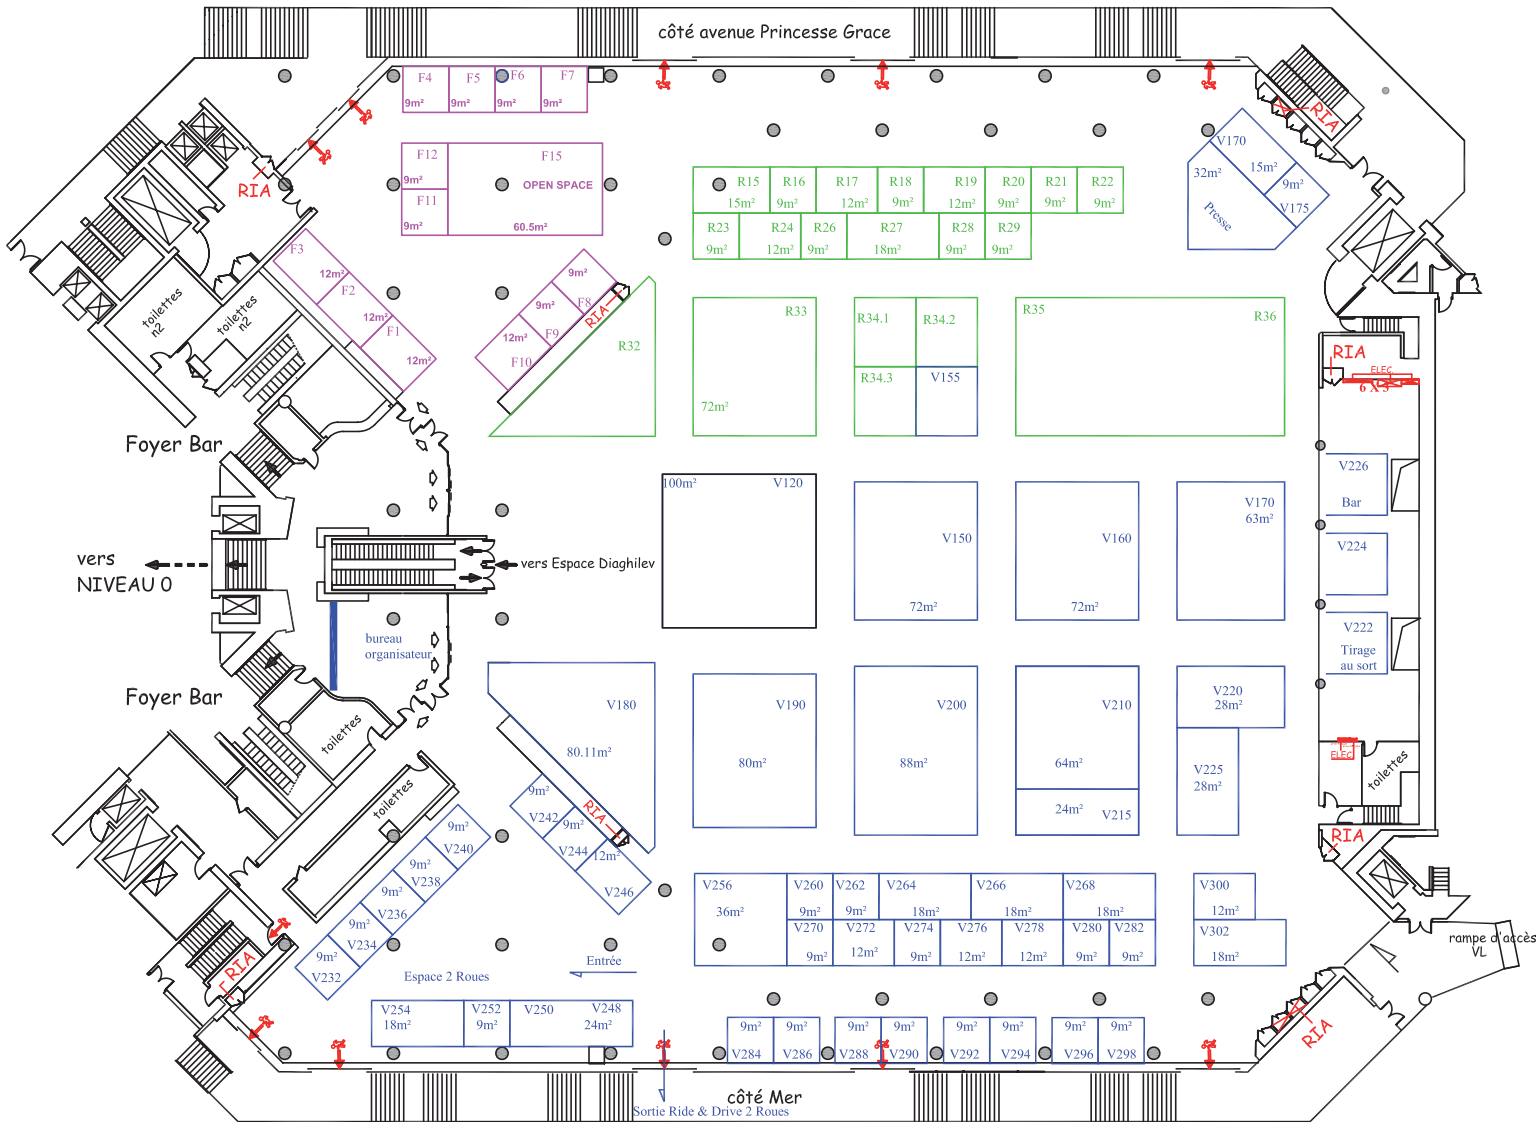 côté avenue Princesse Grace
F4
F5
F6
F7
9m²
9m²
9m²
9m²
RIA
RIA
F12
9m²
F11
9m²
F15
OPEN SPACE
60.5m²
V170
32m²
15m²
9m²
V175
Presse
R15
R16
R17
R18
R19
R20
R21
R22
15m²
9m²
12m²
9m²
12m²
9m²
9m²
9m²
R23
R24
R26
R27
R28
R29
9m²
12m²
9m²
18m²
9m²
9m²
F3
12m²
F2
12m²
F1
12m²
9m²
F8
9m²
F9
12m²
F10
RIA
R32
toilettes
n2
toilettes
n2
R33
72m²
R34.1
R34.2
R34.3
V155
R35
R36
RIA
ELEC.
6 X 3
Foyer Bar
100m²
V120
V150
72m²
V160
72m²
V170
63m²
V226
Bar
V224
V222
Tirage
au sort
vers
NIVEAU 0
vers Espace Diaghilev
bureau
organisateur
Foyer Bar
toilettes
V180
80.11m²
V190
80m²
V200
88m²
V210
64m²
24m²
V215
V220
28m²
V225
28m²
ELEC.
toilettes
RIA
toilettes
9m²
V242
9m²
V244
12m²
V246
RIA
9m²
V240
9m²
V238
9m²
V236
9m²
V234
9m²
V232
RIA
V256
36m²
V260
V262
V264
V266
V268
9m²
9m²
18m²
18m²
18m²
V270
V272
V274
V276
V278
V280
V282
9m²
12m²
9m²
12m²
12m²
9m²
9m²
V300
12m²
V302
18m²
rampe d'accès
VL
Entrée
Espace 2 Roues
V254
18m²
V252
9m²
V250
V248
24m²
9m²
9m²
9m²
9m²
9m²
9m²
9m²
9m²
V284
V286
V288
V290
V292
V294
V296
V298
RIA
côté Mer
Sortie Ride & Drive 2 Roues